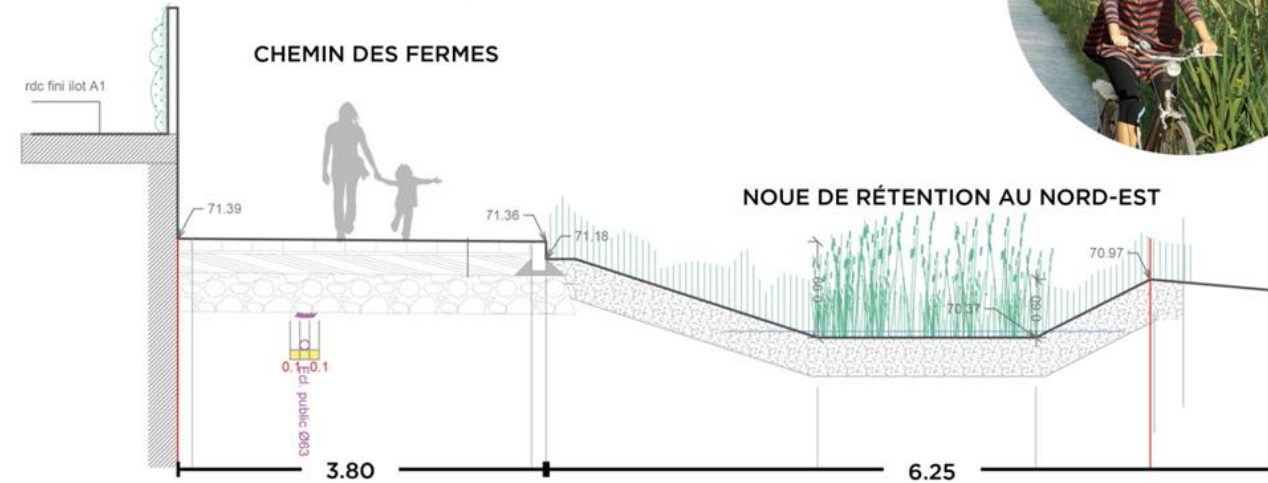 CHEMIN DES FERMES
rdc fini ilot A1
NOUE DE RÉTENTION AU NORD-EST
71.39
71.36
71.18
70.97
0.99
70.37
0.60
0.1 0.1
Ecl. public Ø63
3.80
6.25